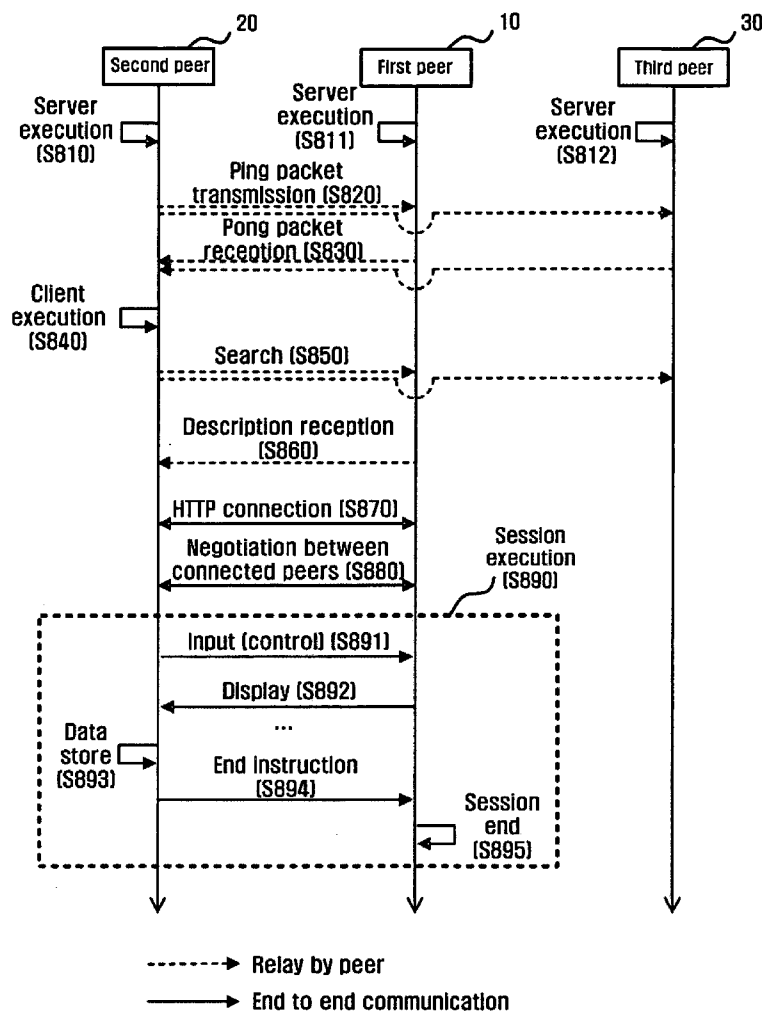 20
10
30
Second peer
First peer
Third peer
Server
execution
(S810)
Server
execution
(S811)
Server
execution
(S812)
Ping packet
transmission (S820)
Pong packet
reception (S830)
Client
execution
(S840)
Search (S850)
Description reception
(S860)
HTTP connection (S870)
Negotiation between
connected peers (S880)
Session
execution
(S890)
Input (control) (S891)
Display (S892)
...
Data
store
(S893)
End instruction
(S894)
Session
end
(S895)
Relay by peer
End to end communication